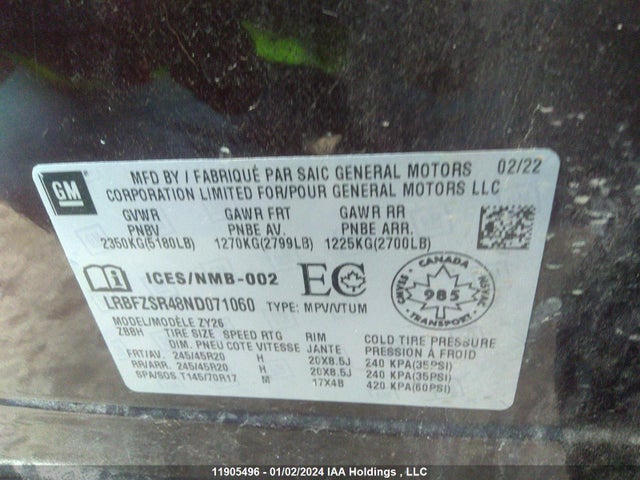 GM
MFD BY / FABRIQUÉ PAR SAIC GENERAL MOTORS 02/22
CORPORATION LIMITED FOR/POUR GENERAL MOTORS LLC
GVWR GAWR FRT GAWR RR
PNBV PNBE AV. PNBE ARR.
2350KG(5180LB) 1270KG(2799LB) 1225KG(2700LB)
ICES/NMB-002 EC
CANADA
985
LRBFZSR48ND071060 TYPE: MPV/VTUM
MODEL/MODÈLE ZY26
ZBBH TIRE SIZE SPEED RTG RIM COLD TIRE PRESSURE
DIM. PNEU COTE VITESSE JANTE PRESSION À FROID
FRT/AV. 245/45R20 H 20X8.5J 240 KPA(35PSI)
RR/ARR. 245/45R20 H 20X8.5J 240 KPA(35PSI)
SPA/SOS T145/70R17 M 17X4B 420 KPA(60PSI)
11905496 - 01/02/2024 IAA Holdings , LLC